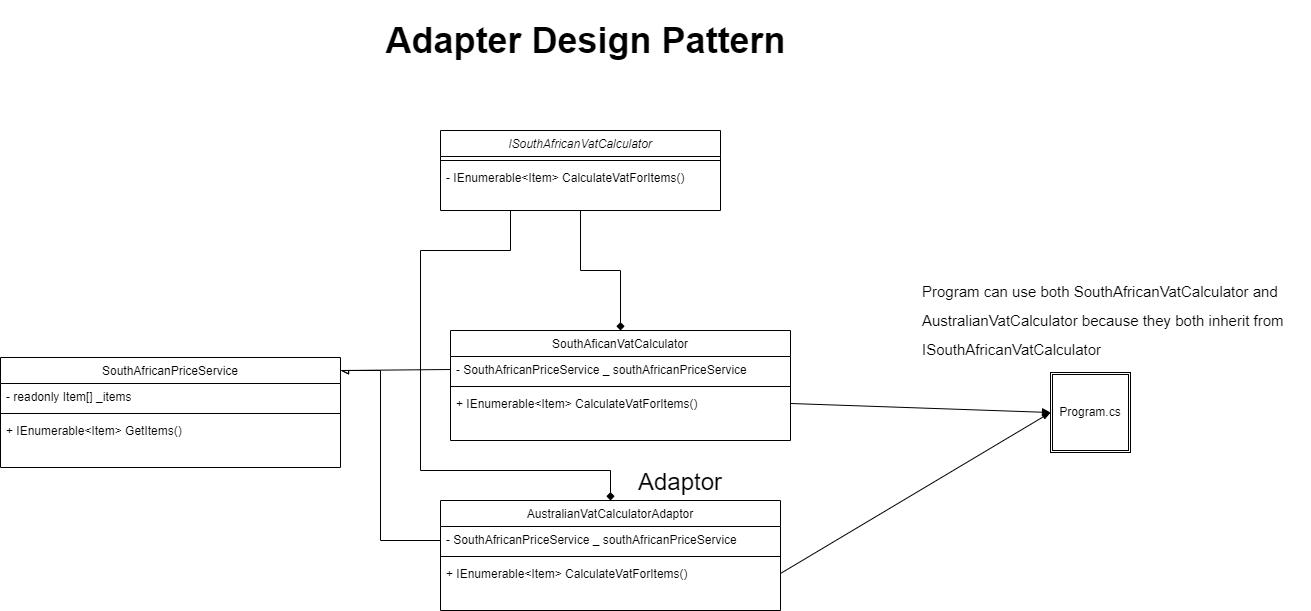 Adapter Design Pattern
ISouthAfricanVatCalculator
- IEnumerable<Item> CalculateVatForItems()
Program can use both SouthAfricanVatCalculator and
AustralianVatCalculator because they both inherit from
ISouthAfricanVatCalculator
SouthAficanVatCalculator
- SouthAfricanPriceService _ southAfricanPriceService
+ IEnumerable<Item> CalculateVatForItems()
SouthAfricanPriceService
- readonly Item[] _items
+ IEnumerable<Item> GetItems()
Program.cs
Adaptor
AustralianVatCalculatorAdaptor
- SouthAfricanPriceService _ southAfricanPriceService
+ IEnumerable<Item> CalculateVatForItems()